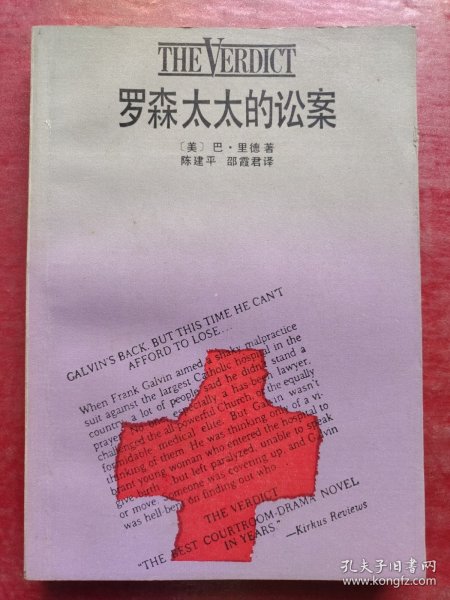 THE VERDICT
罗森太太的讼案
〔美〕巴·里德著
陈建平 邵霞君译
GALVIN'S BACK. BUT THIS TIME HE CAN'T
AFFORD TO LOSE...
When Frank Galvin aimed a shaky malpractice
suit against the largest Catholic hospital in the
country, a lot of people said he didn't stand a
prayer. especially a has been lawyer.
challenged the all powerful Church, the equally
formidable medical elite. But Galvin wasn't
thinking of them. He was thinking only of a vi-
brant young woman who entered the hospital to
give birth, but left paralyzed, unable to speak
or move. Someone was covering up, and Galvin
was hell-bent on finding out who.
THE VERDICT
"THE BEST COURTROOM-DRAMA NOVEL
IN YEARS."
—Kirkus Reviews
孔夫子旧书网
www.kongfz.com